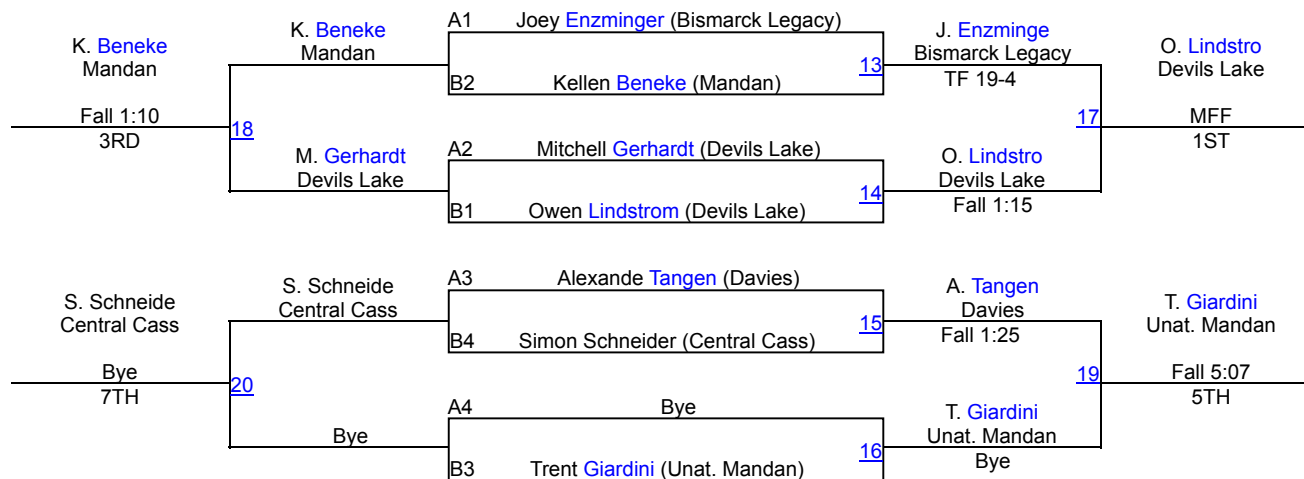 K. Beneke
Mandan
Fall 1:10
3RD
18
K. Beneke
Mandan
M. Gerhardt
Devils Lake
A1 Joey Enzminger (Bismarck Legacy)
13
B2 Kellen Beneke (Mandan)
A2 Mitchell Gerhardt (Devils Lake)
14
B1 Owen Lindstrom (Devils Lake)
J. Enzminge
Bismarck Legacy
TF 19-4
O. Lindstro
Devils Lake
Fall 1:15
17
O. Lindstro
Devils Lake
MFF
1ST
S. Schneide
Central Cass
Bye
7TH
20
S. Schneide
Central Cass
Bye
A3 Alexande Tangen (Davies)
15
B4 Simon Schneider (Central Cass)
A4 Bye
16
B3 Trent Giardini (Unat. Mandan)
A. Tangen
Davies
Fall 1:25
T. Giardini
Unat. Mandan
Bye
19
T. Giardini
Unat. Mandan
Fall 5:07
5TH